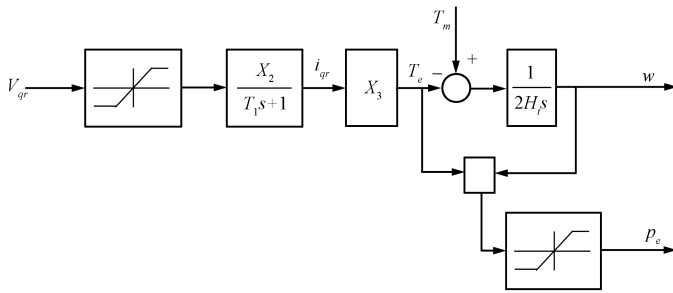 T_m
V_qr
X_2
T_1s+1
i_qr
X_3
T_e
−
+
1
2H_ts
w
p_e